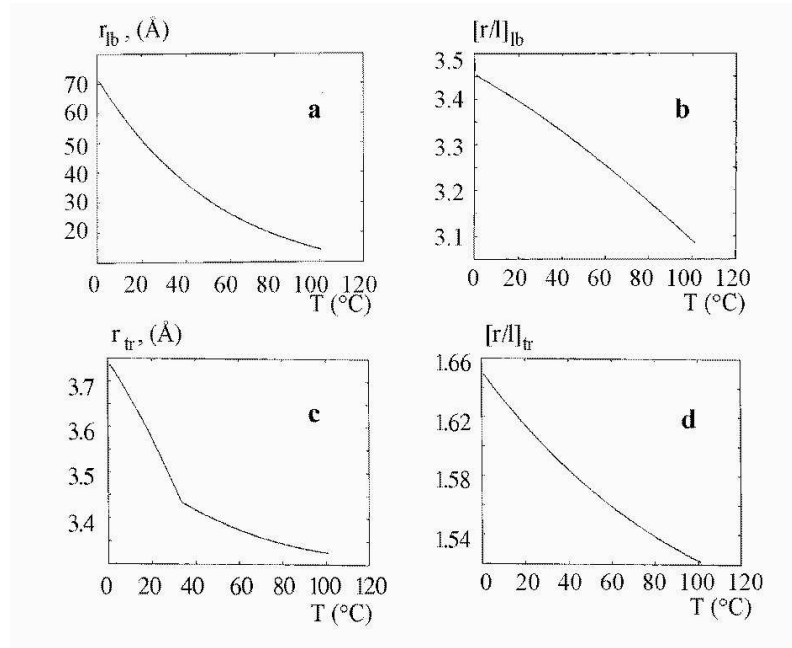 r_lb , (Å)
70
60
50
40
30
20
a
0 20 40 60 80 100 120
T (°C)
[r/l]_lb
3.5
3.4
3.3
3.2
3.1
b
0 20 40 60 80 100 120
T (°C)
r_tr , (Å)
3.7
3.6
3.5
3.4
c
0 20 40 60 80 100 120
T (°C)
[r/l]_tr
1.66
1.62
1.58
1.54
d
0 20 40 60 80 100 120
T (°C)